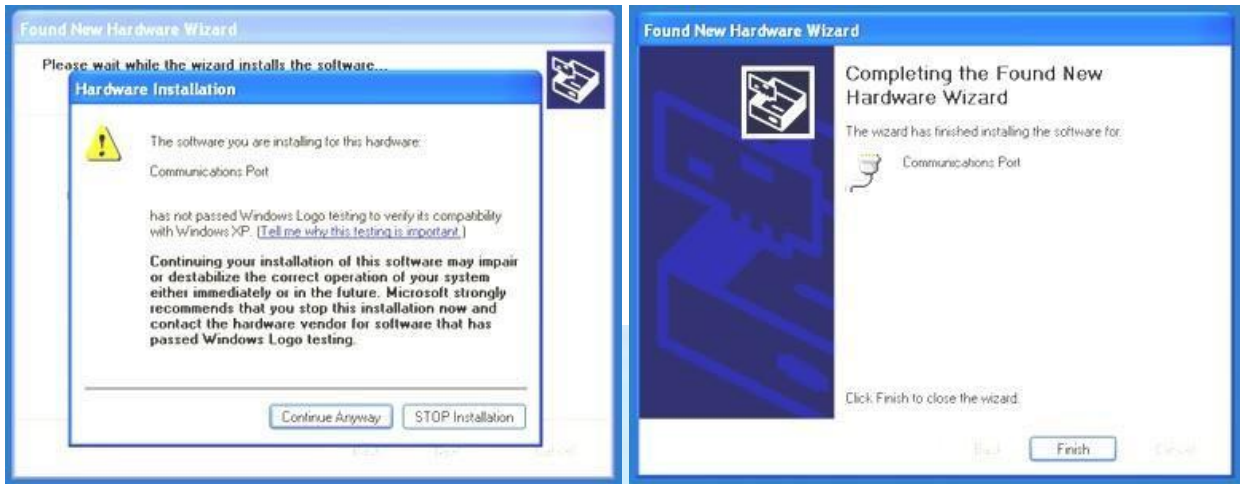 Found New Hardware Wizard
Please wait while the wizard installs the software...
Hardware Installation
The software you are installing for this hardware:
Communications Port
has not passed Windows Logo testing to verify its compatibility
with Windows XP. (Tell me why this testing is important.)
Continuing your installation of this software may impair
or destabilize the correct operation of your system
either immediately or in the future. Microsoft strongly
recommends that you stop this installation now and
contact the hardware vendor for software that has
passed Windows Logo testing.
Continue Anyway
STOP Installation
Found New Hardware Wizard
Completing the Found New
Hardware Wizard
The wizard has finished installing the software for:
Communications Port
Click Finish to close the wizard.
Finish